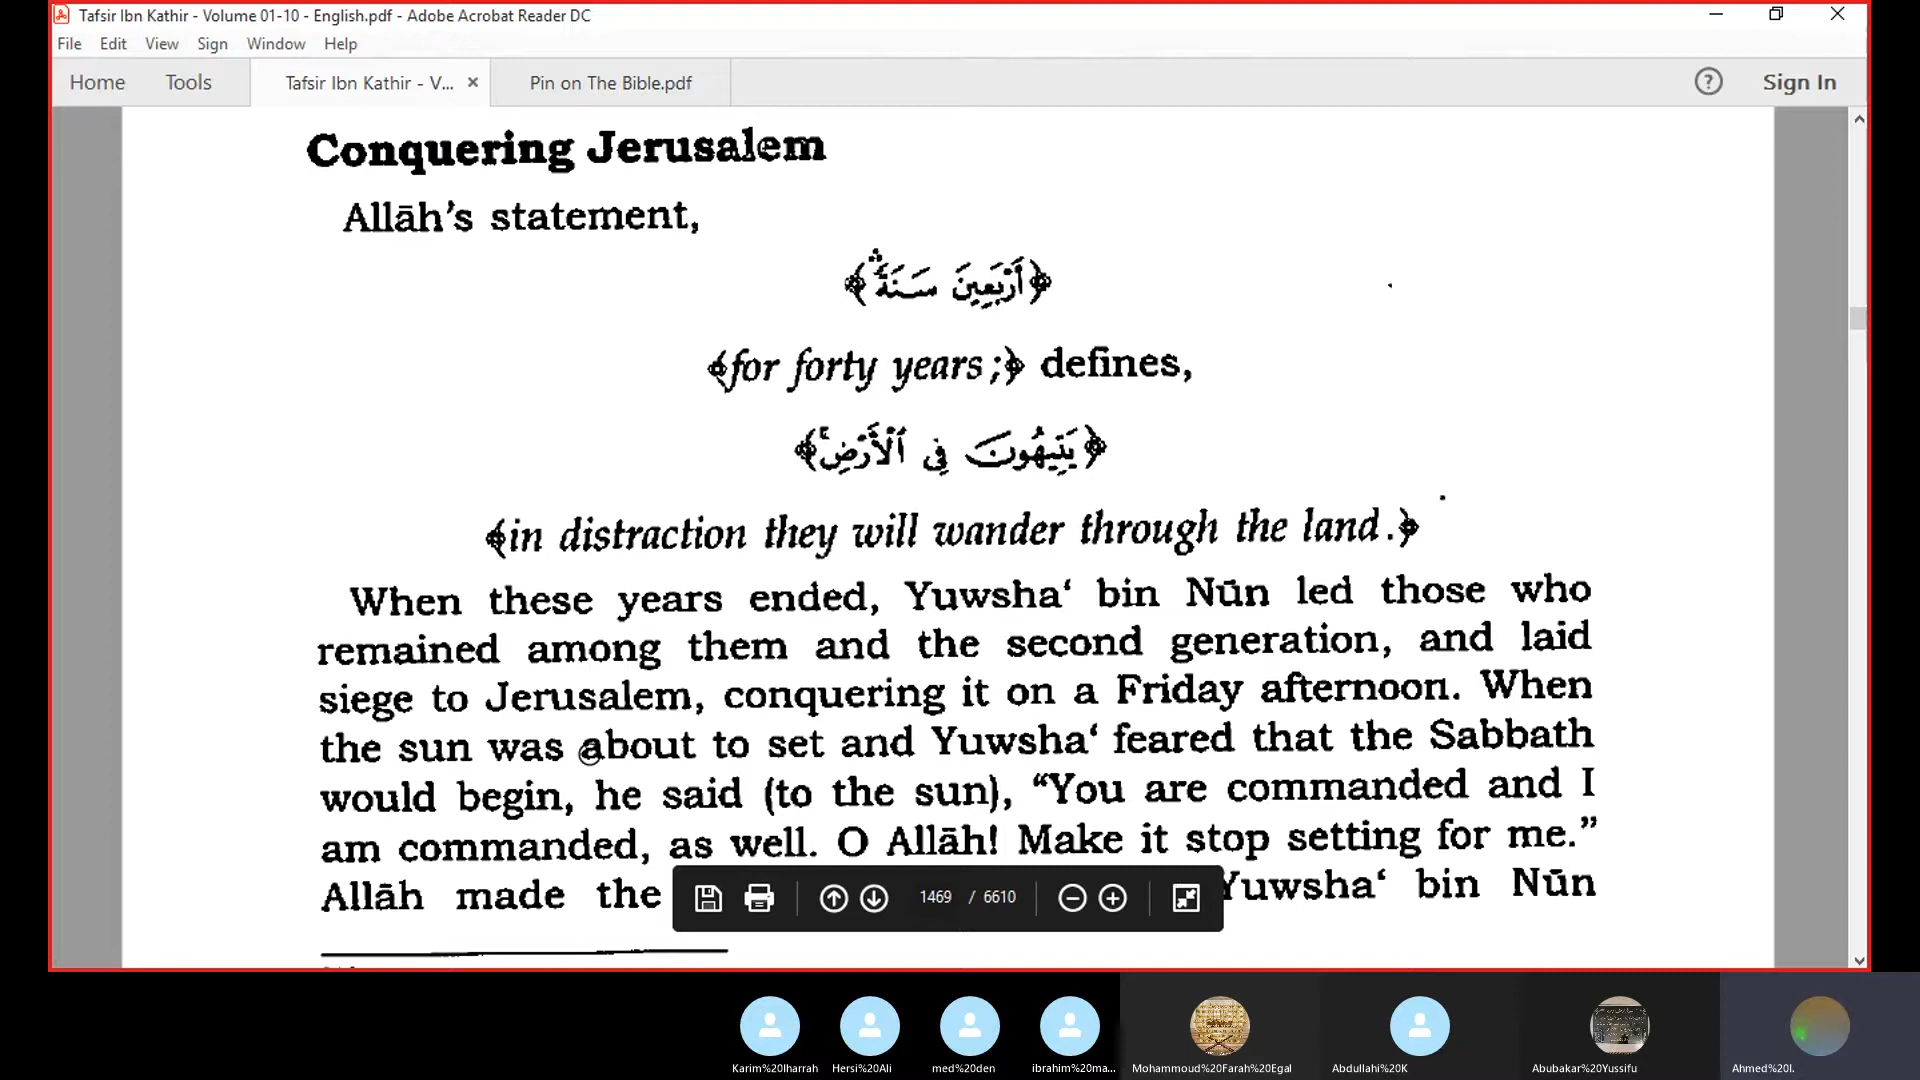 Tafsir Ibn Kathir - Volume 01-10 - English.pdf - Adobe Acrobat Reader DC
File Edit View Sign Window Help
Home Tools Tafsir Ibn Kathir - V... × Pin on The Bible.pdf ? Sign In
Conquering Jerusalem
Allāh's statement,
﴿أَرْبَعِينَ سَنَةً﴾
﴿for forty years;﴾ defines,
﴿يَتِيهُونَ فِى ٱلْأَرْضِ﴾
﴿in distraction they will wander through the land.﴾
When these years ended, Yuwsha‘ bin Nūn led those who
remained among them and the second generation, and laid
siege to Jerusalem, conquering it on a Friday afternoon. When
the sun was about to set and Yuwsha‘ feared that the Sabbath
would begin, he said (to the sun), “You are commanded and I
am commanded, as well. O Allāh! Make it stop setting for me.”
Allāh made the Yuwsha‘ bin Nūn
1469 / 6610
Karim%20Iharrah Hersi%20Ali med%20den ibrahim%20ma... Mohammoud%20Farah%20Egal Abdullahi%20K Abubakar%20Yussifu Ahmed%20I.